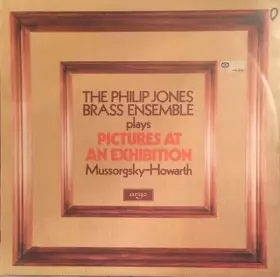 THE PHILIP JONES
BRASS ENSEMBLE
plays
PICTURES AT
AN EXHIBITION
Mussorgsky-Howarth
argo